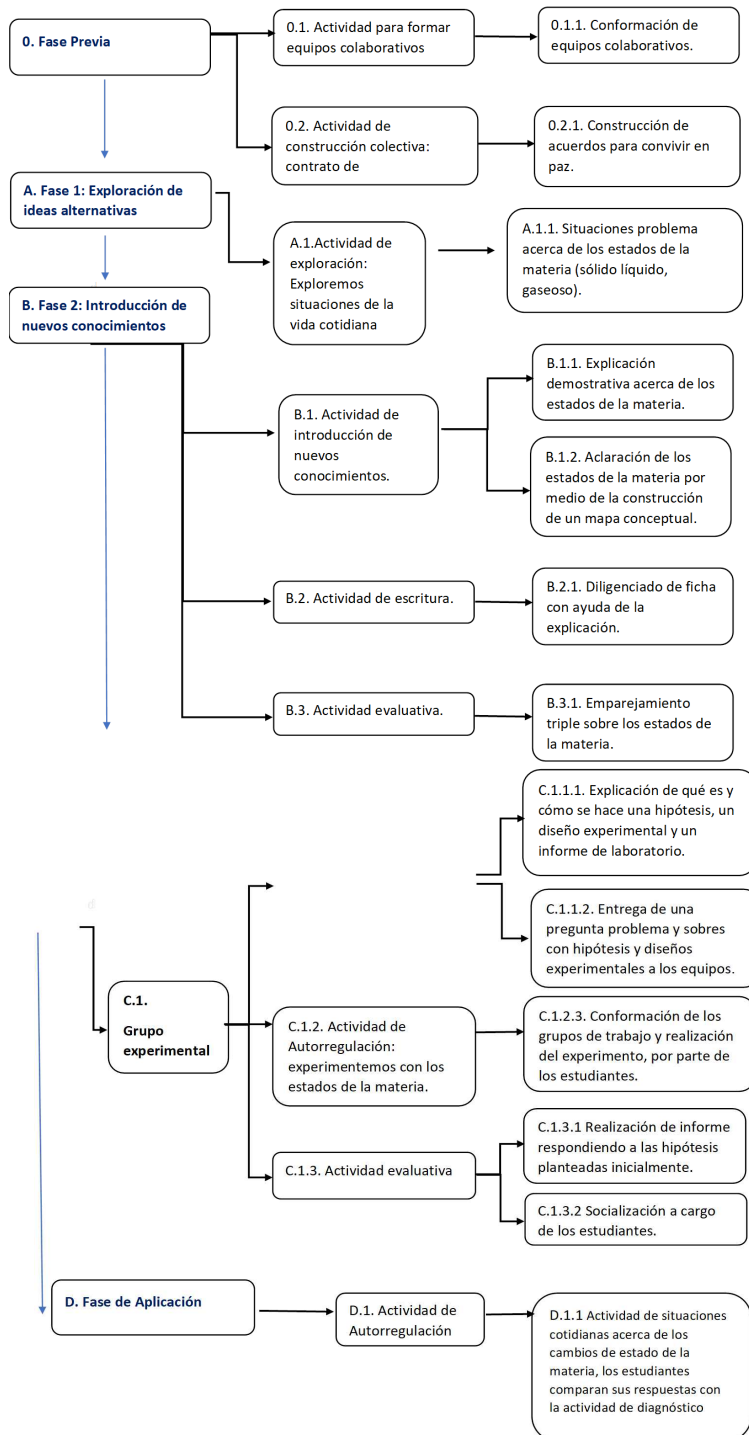 0. Fase Previa
0.1. Actividad para formar
equipos colaborativos
0.1.1. Conformación de
equipos colaborativos.
0.2. Actividad de
construcción colectiva:
contrato de
0.2.1. Construcción de
acuerdos para convivir en
paz.
A. Fase 1: Exploración de
ideas alternativas
A.1.Actividad de
exploración:
Exploremos
situaciones de la
vida cotidiana
A.1.1. Situaciones problema
acerca de los estados de la
materia (sólido líquido,
gaseoso).
B. Fase 2: Introducción de
nuevos conocimientos
B.1. Actividad de
introducción de
nuevos
conocimientos.
B.1.1. Explicación
demostrativa acerca de los
estados de la materia.
B.1.2. Aclaración de los
estados de la materia por
medio de la construcción
de un mapa conceptual.
B.2. Actividad de escritura.
B.2.1. Diligenciado de ficha
con ayuda de la
explicación.
B.3. Actividad evaluativa.
B.3.1. Emparejamiento
triple sobre los estados de
la materia.
C.1.1.1. Explicación de qué es y
cómo se hace una hipótesis, un
diseño experimental y un
informe de laboratorio.
d
C.1.1.2. Entrega de una
pregunta problema y sobres
con hipótesis y diseños
experimentales a los equipos.
C.1.
Grupo
experimental
C.1.2. Actividad de
Autorregulación:
experimentemos con los
estados de la materia.
C.1.2.3. Conformación de los
grupos de trabajo y realización
del experimento, por parte de
los estudiantes.
C.1.3. Actividad evaluativa
C.1.3.1 Realización de informe
respondiendo a las hipótesis
planteadas inicialmente.
C.1.3.2 Socialización a cargo
de los estudiantes.
D. Fase de Aplicación
D.1. Actividad de
Autorregulación
D.1.1 Actividad de situaciones
cotidianas acerca de los
cambios de estado de la
materia, los estudiantes
comparan sus respuestas con
la actividad de diagnóstico